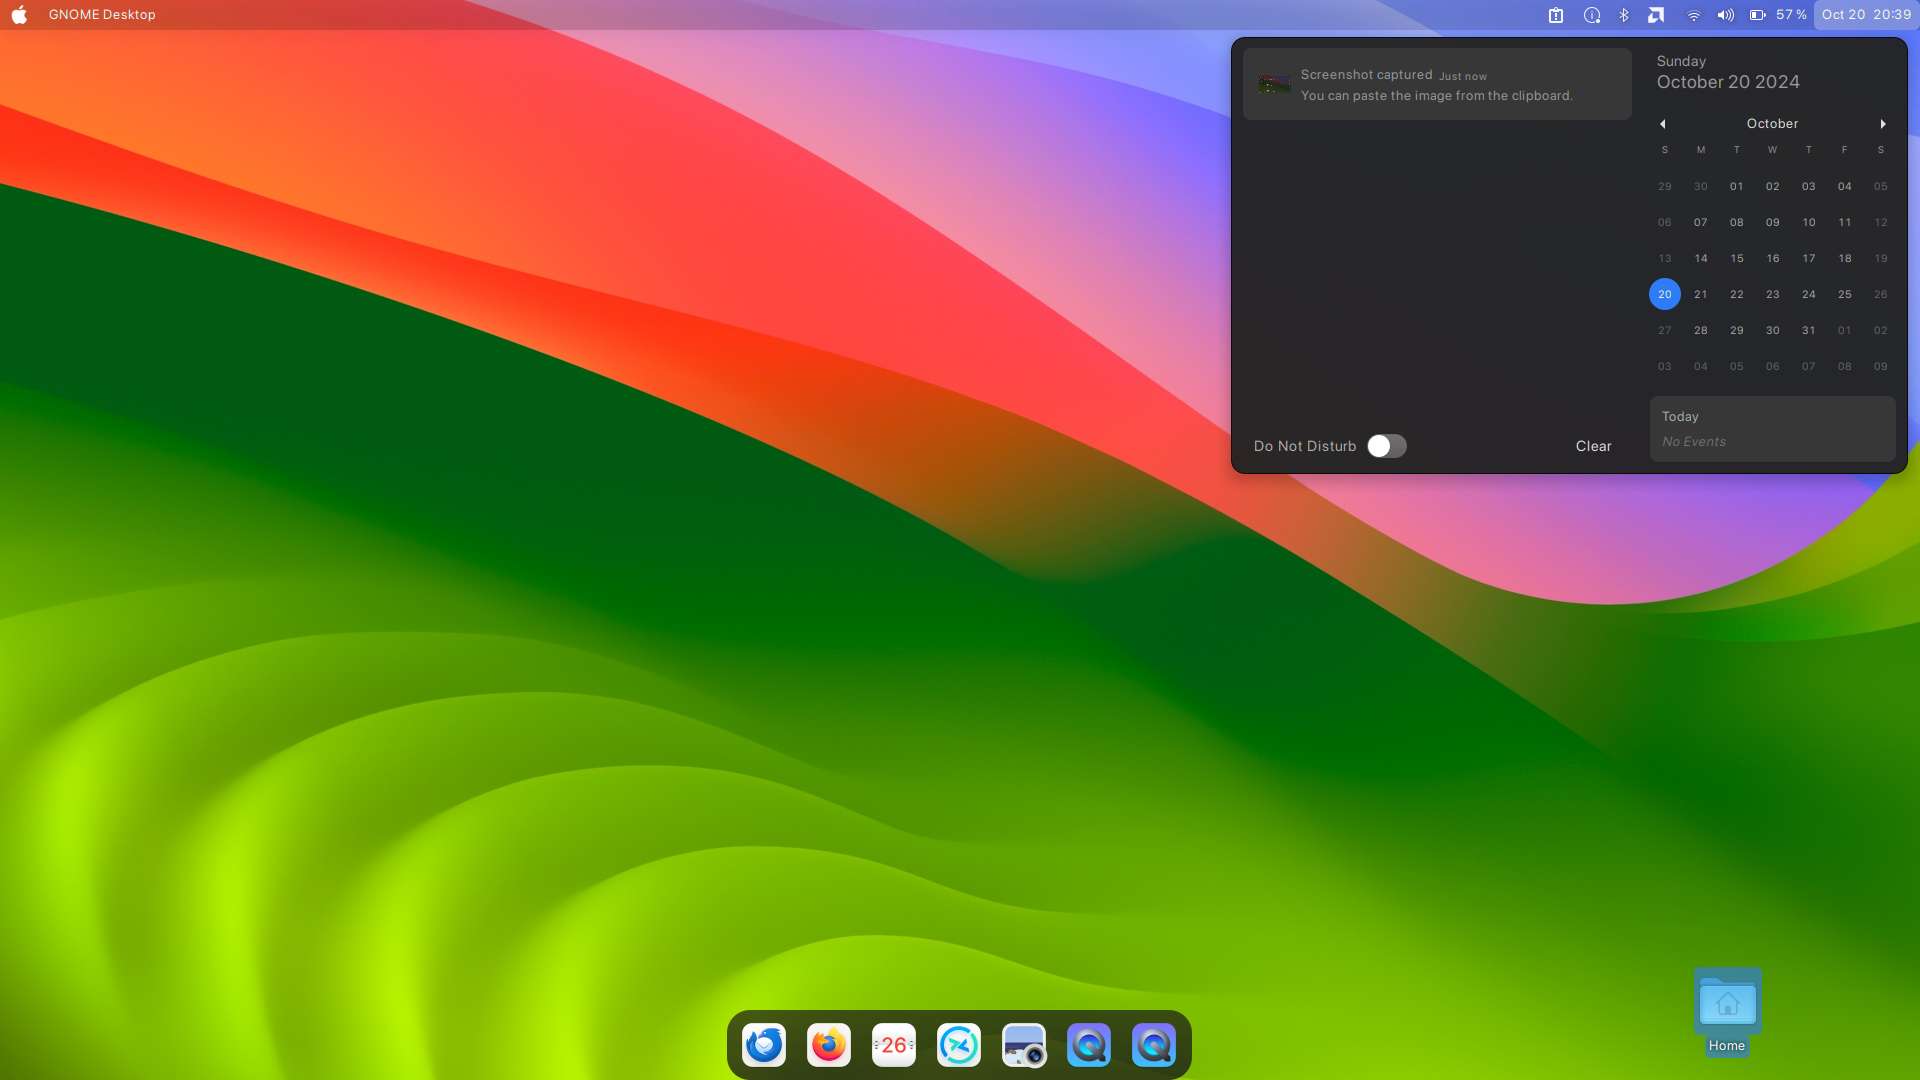 GNOME Desktop
57 %
Oct 20 20:39
Screenshot captured Just now
You can paste the image from the clipboard.
Do Not Disturb
Clear
Sunday
October 20 2024
October
S M T W T F S
29 30 01 02 03 04 05
06 07 08 09 10 11 12
13 14 15 16 17 18 19
20 21 22 23 24 25 26
27 28 29 30 31 01 02
03 04 05 06 07 08 09
Today
No Events
Home
26